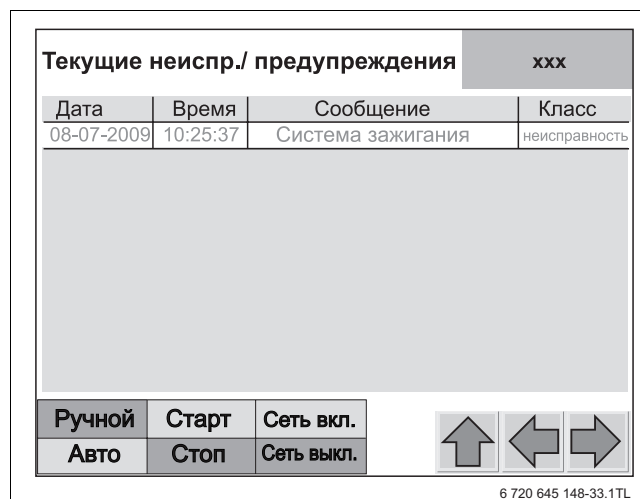 Текущие неиспр./ предупреждения xxx
Дата Время Сообщение Класс
08-07-2009 10:25:37 Система зажигания неисправность
Ручной Старт Сеть вкл.
Авто Стоп Сеть выкл.
6 720 645 148-33.1TL